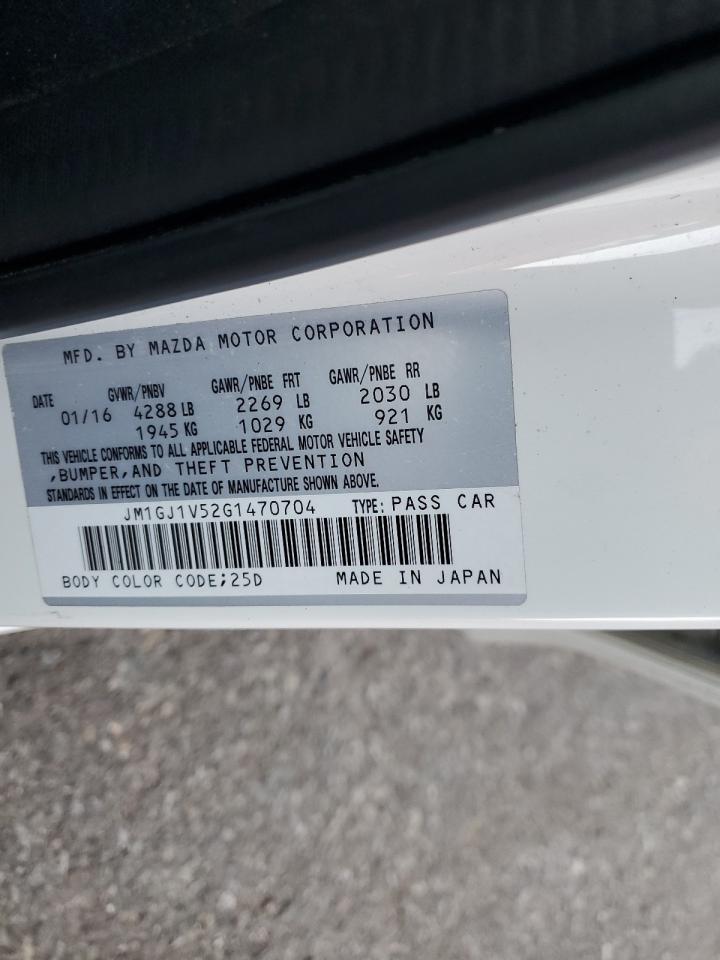 MFD. BY MAZDA MOTOR CORPORATION
DATE GVWR/PNBV GAWR/PNBE FRT GAWR/PNBE RR
01/16 4288 LB 2269 LB 2030 LB
1945 KG 1029 KG 921 KG
THIS VEHICLE CONFORMS TO ALL APPLICABLE FEDERAL MOTOR VEHICLE SAFETY
,BUMPER,AND THEFT PREVENTION
STANDARDS IN EFFECT ON THE DATE OF MANUFACTURE SHOWN ABOVE.
JM1GJ1V52G1470704 TYPE: PASS CAR
BODY COLOR CODE;25D MADE IN JAPAN